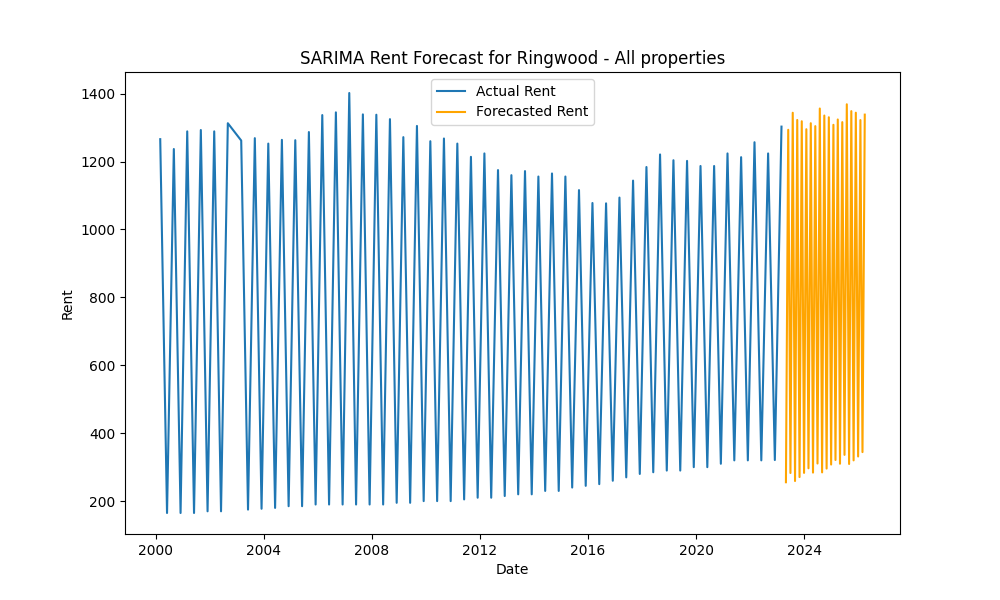 SARIMA Rent Forecast for Ringwood - All properties
Actual Rent
Forecasted Rent
1400
1200
1000
800
600
400
200
Rent
2000 2004 2008 2012 2016 2020 2024
Date